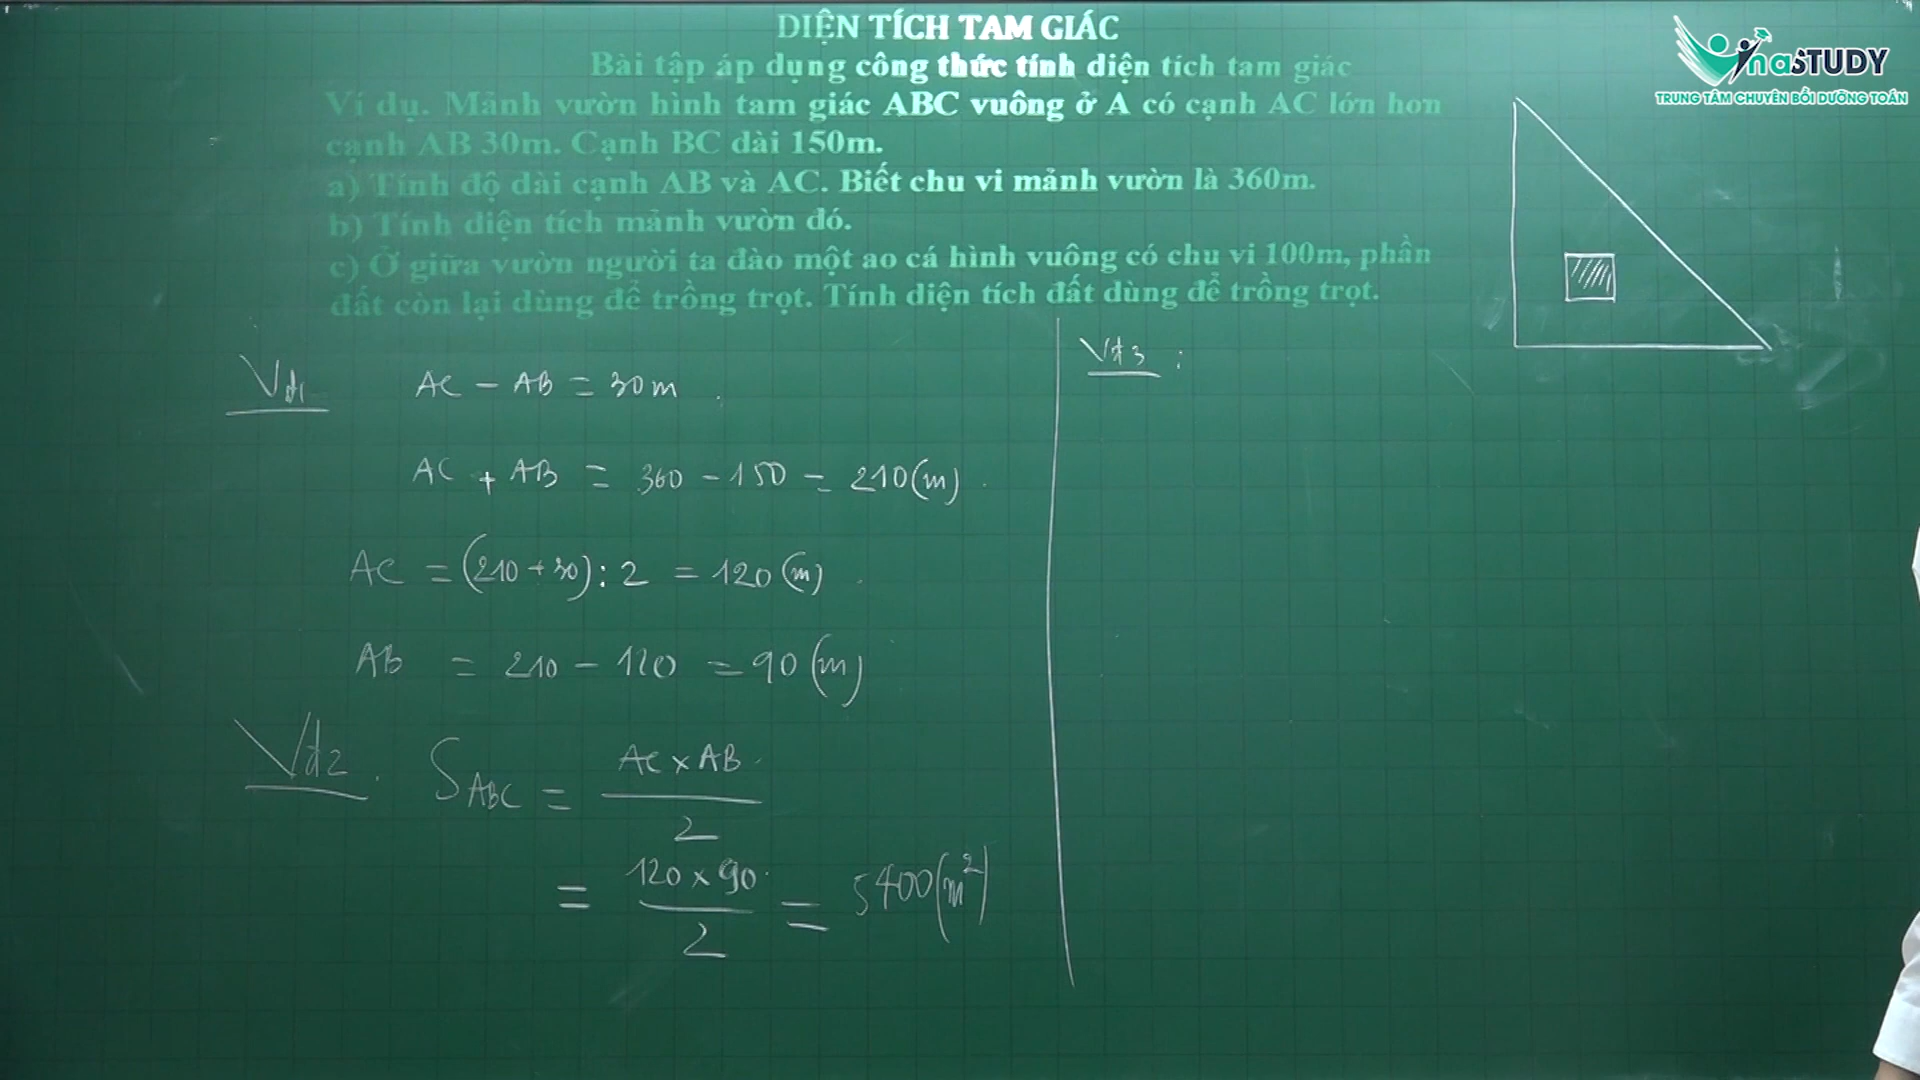 DIỆN TÍCH TAM GIÁC
Bài tập áp dụng công thức tính diện tích tam giác
Ví dụ. Mảnh vườn hình tam giác ABC vuông ở A có cạnh AC lớn hơn
cạnh AB 30m. Cạnh BC dài 150m.
a) Tính độ dài cạnh AB và AC. Biết chu vi mảnh vườn là 360m.
b) Tính diện tích mảnh vườn đó.
c) Ở giữa vườn người ta đào một ao cá hình vuông có chu vi 100m, phần
đất còn lại dùng để trồng trọt. Tính diện tích đất dùng để trồng trọt.
VinaSTUDY
TRUNG TÂM CHUYÊN BỒI DƯỠNG TOÁN
Vd1 AC - AB = 30m
AC + AB = 360 - 150 = 210(m)
AC = (210 + 30) : 2 = 120 (m)
AB = 210 - 120 = 90 (m)
Vd2. S_ABC = AC x AB / 2
= 120 x 90 / 2 = 5400(m²)
Vd3 :